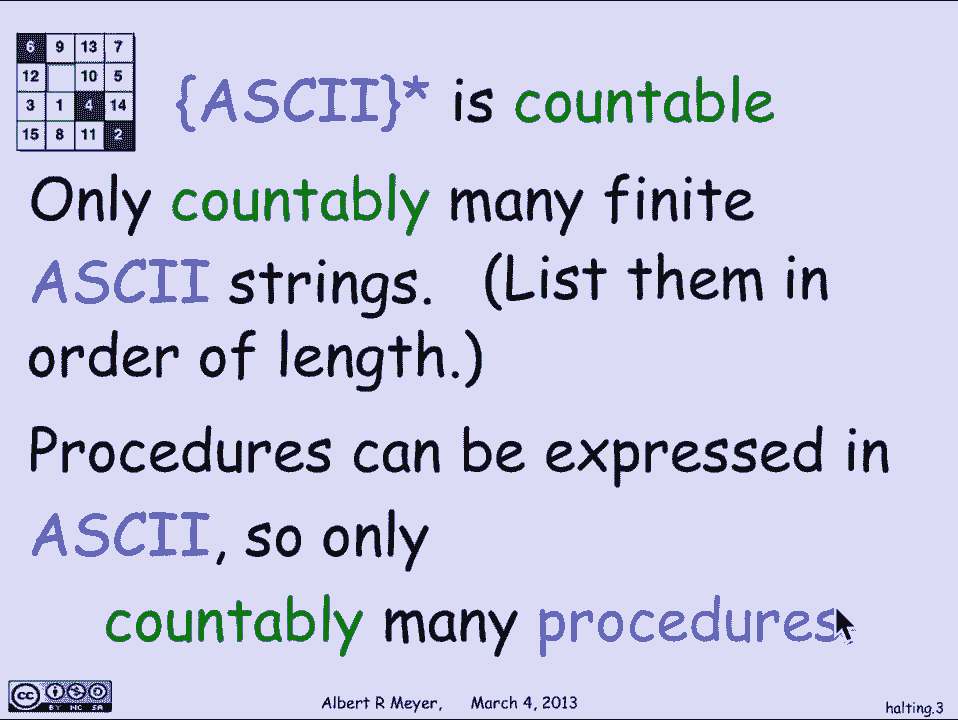 6 9 13 7
12 10 5
3 1 4 14
15 8 11 2
{ASCII}* is countable
Only countably many finite
ASCII strings. (List them in
order of length.)
Procedures can be expressed in
ASCII, so only
countably many procedures
cc BY NC SA
Albert R Meyer, March 4, 2013
halting.3